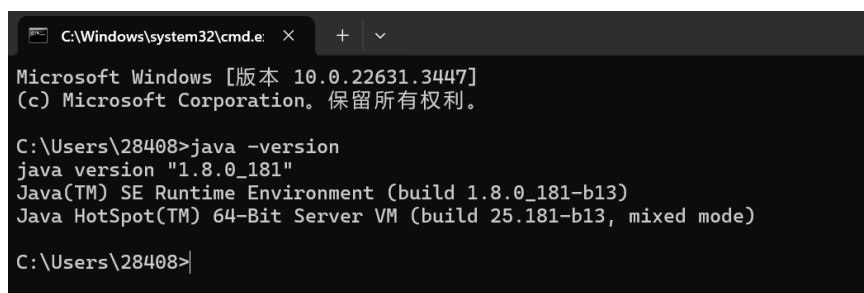 C:\Windows\system32\cmd.e:
Microsoft Windows [版本 10.0.22631.3447]
(c) Microsoft Corporation。保留所有权利。
C:\Users\28408>java -version
java version "1.8.0_181"
Java(TM) SE Runtime Environment (build 1.8.0_181-b13)
Java HotSpot(TM) 64-Bit Server VM (build 25.181-b13, mixed mode)
C:\Users\28408>